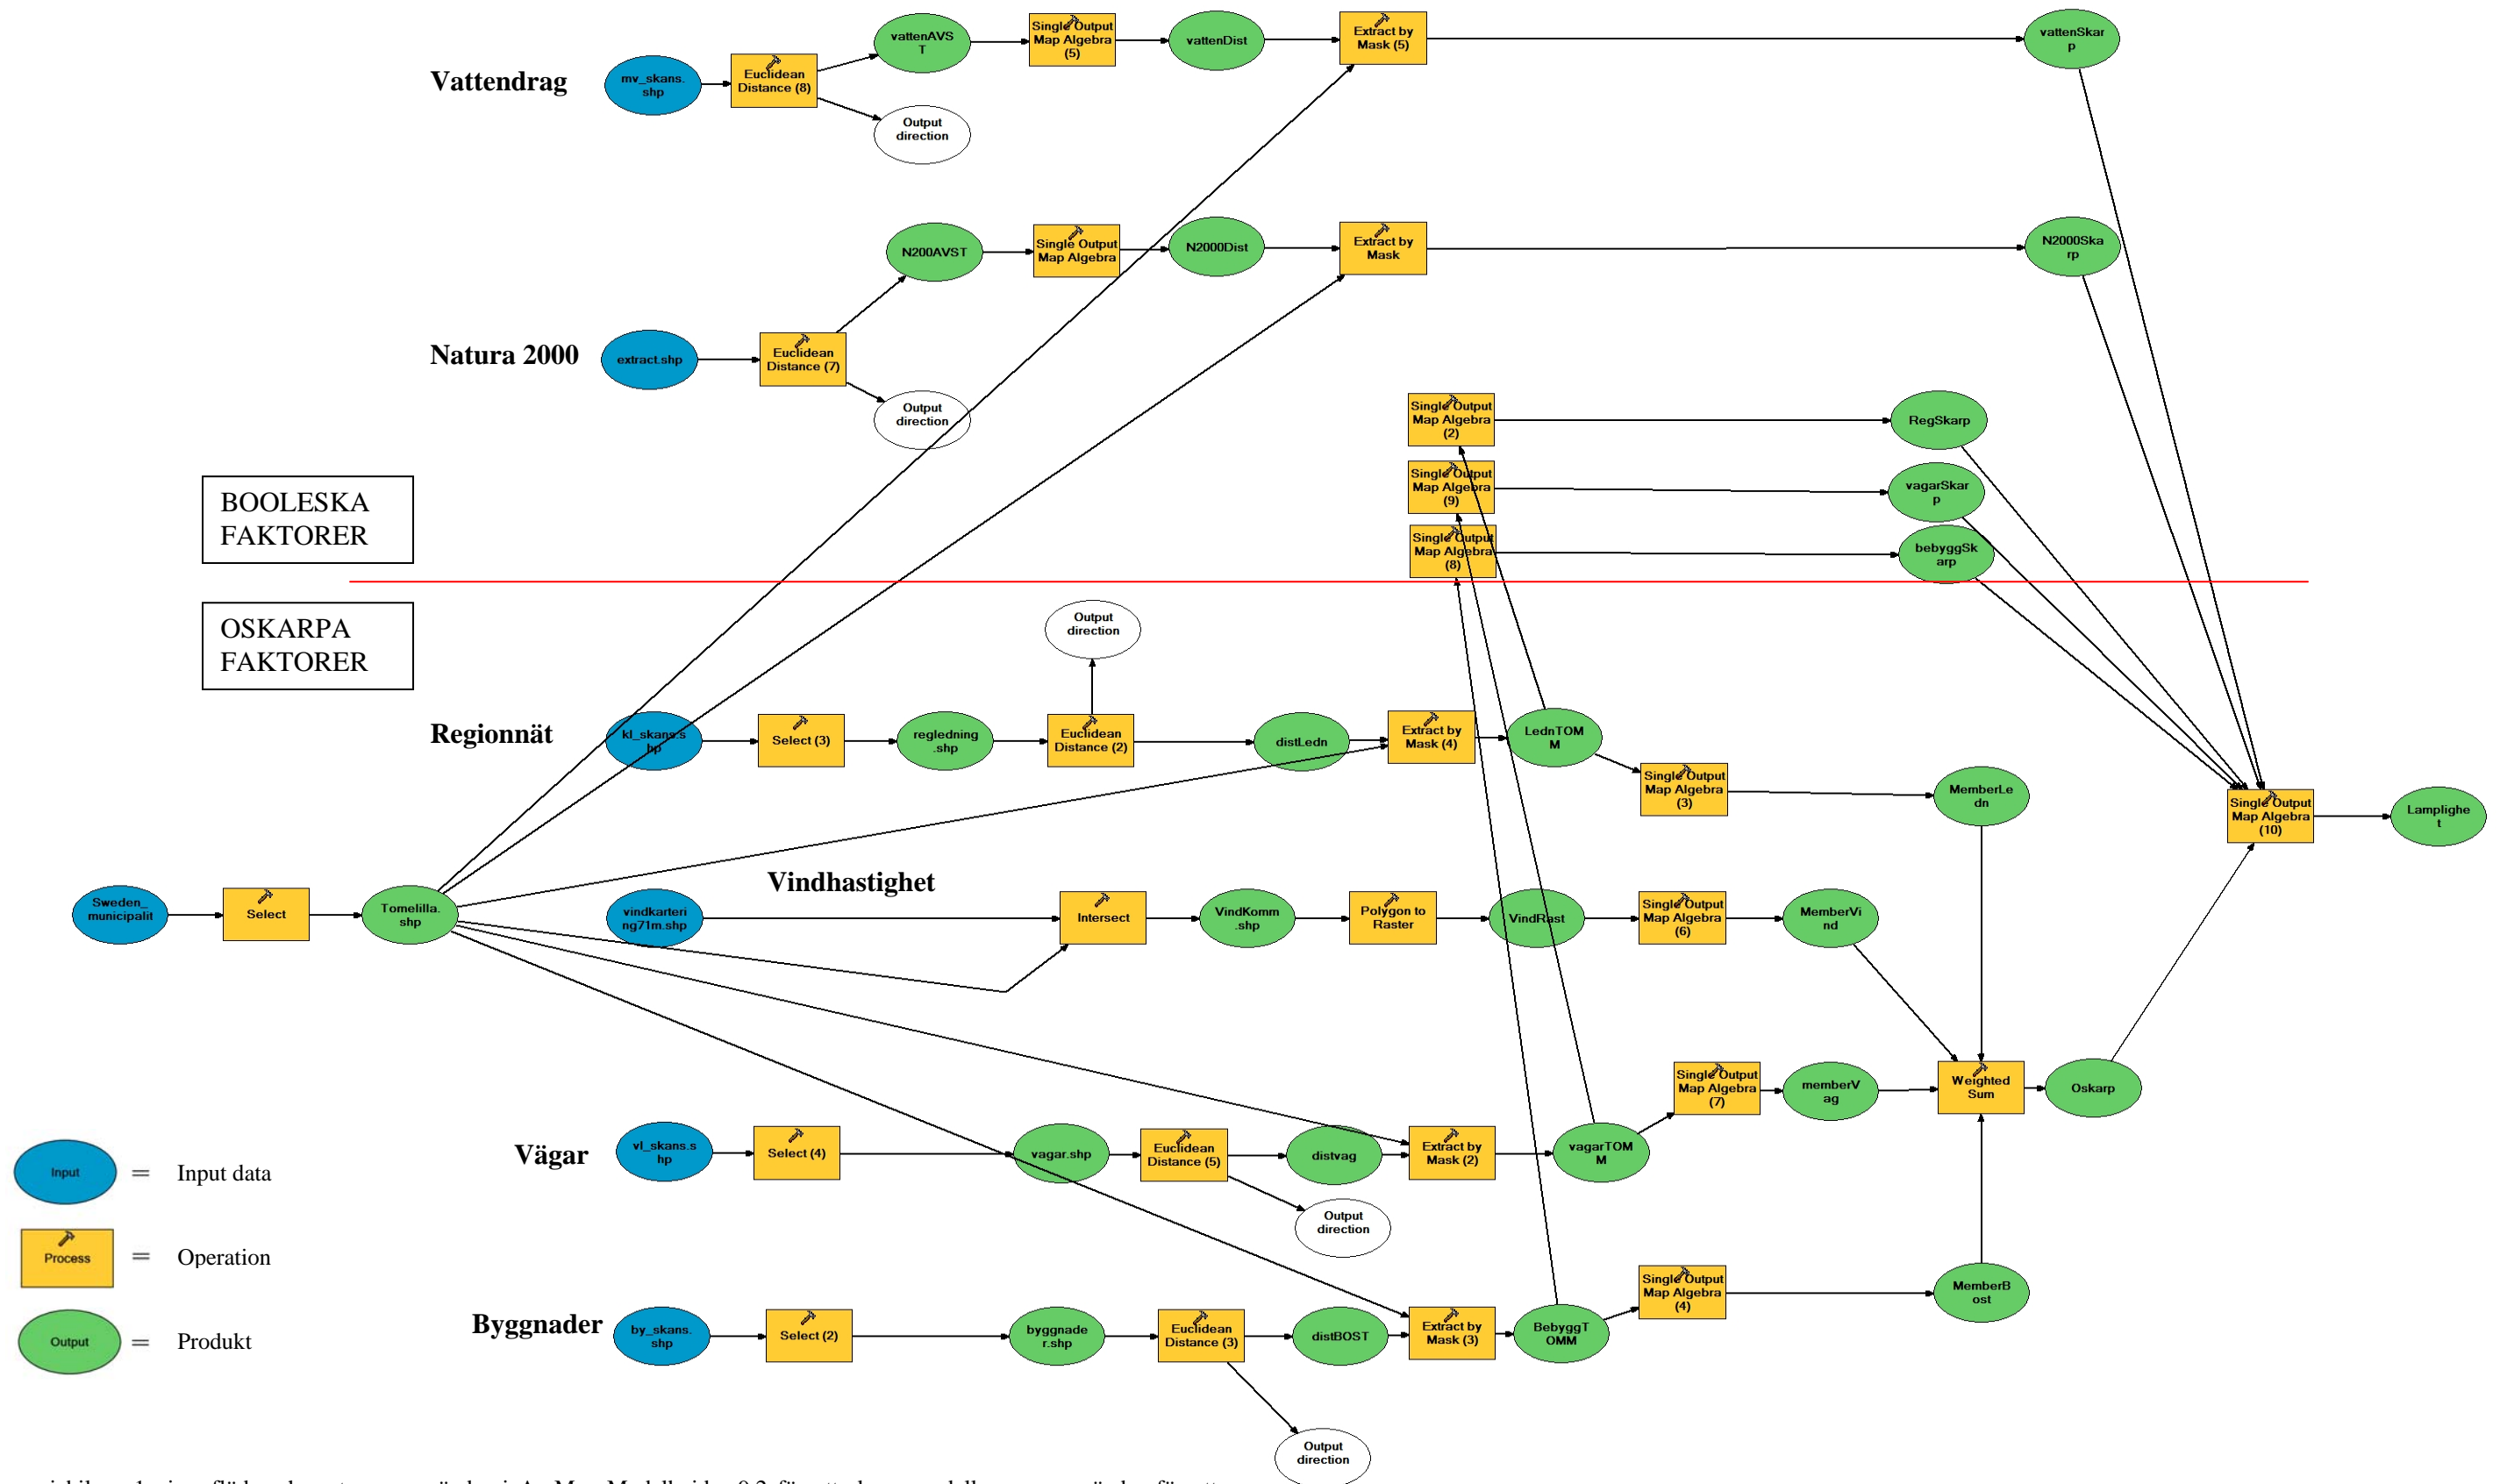 Vattendrag
mv_skans.
shp
Euclidean
Distance (8)
vattenAVS
T
Output
direction
Single Output
Map Algebra
(5)
vattenDist
Extract by
Mask (5)
vattenSkar
p
Natura 2000
extract.shp
Euclidean
Distance (7)
N200AVST
Output
direction
Single Output
Map Algebra
N2000Dist
Extract by
Mask
N2000Ska
rp
Single Output
Map Algebra
(2)
RegSkarp
Single Output
Map Algebra
(9)
vagarSkar
p
Single Output
Map Algebra
(8)
bebyggSk
arp
BOOLESKA
FAKTORER
OSKARPA
FAKTORER
Regionnät
kl_skans.s
hp
Select (3)
regledning
.shp
Output
direction
Euclidean
Distance (2)
distLedn
Extract by
Mask (4)
LednTOM
M
Single Output
Map Algebra
(3)
MemberLe
dn
Single Output
Map Algebra
(10)
Lamplighe
t
Vindhastighet
Sweden_
municipalit
Select
Tomelilla.
shp
vindkarteri
ng71m.shp
Intersect
VindKomm
.shp
Polygon to
Raster
VindRast
Single Output
Map Algebra
(6)
MemberVi
nd
Vägar
vl_skans.s
hp
Select (4)
vagar.shp
Euclidean
Distance (5)
distvag
Output
direction
Extract by
Mask (2)
vagarTOM
M
Single Output
Map Algebra
(7)
memberV
ag
Weighted
Sum
Oskarp
Byggnader
by_skans.
shp
Select (2)
byggnade
r.shp
Euclidean
Distance (3)
distBOST
Output
direction
Extract by
Mask (3)
BebyggT
OMM
Single Output
Map Algebra
(4)
MemberB
ost
Input = Input data
Process = Operation
Output = Produkt